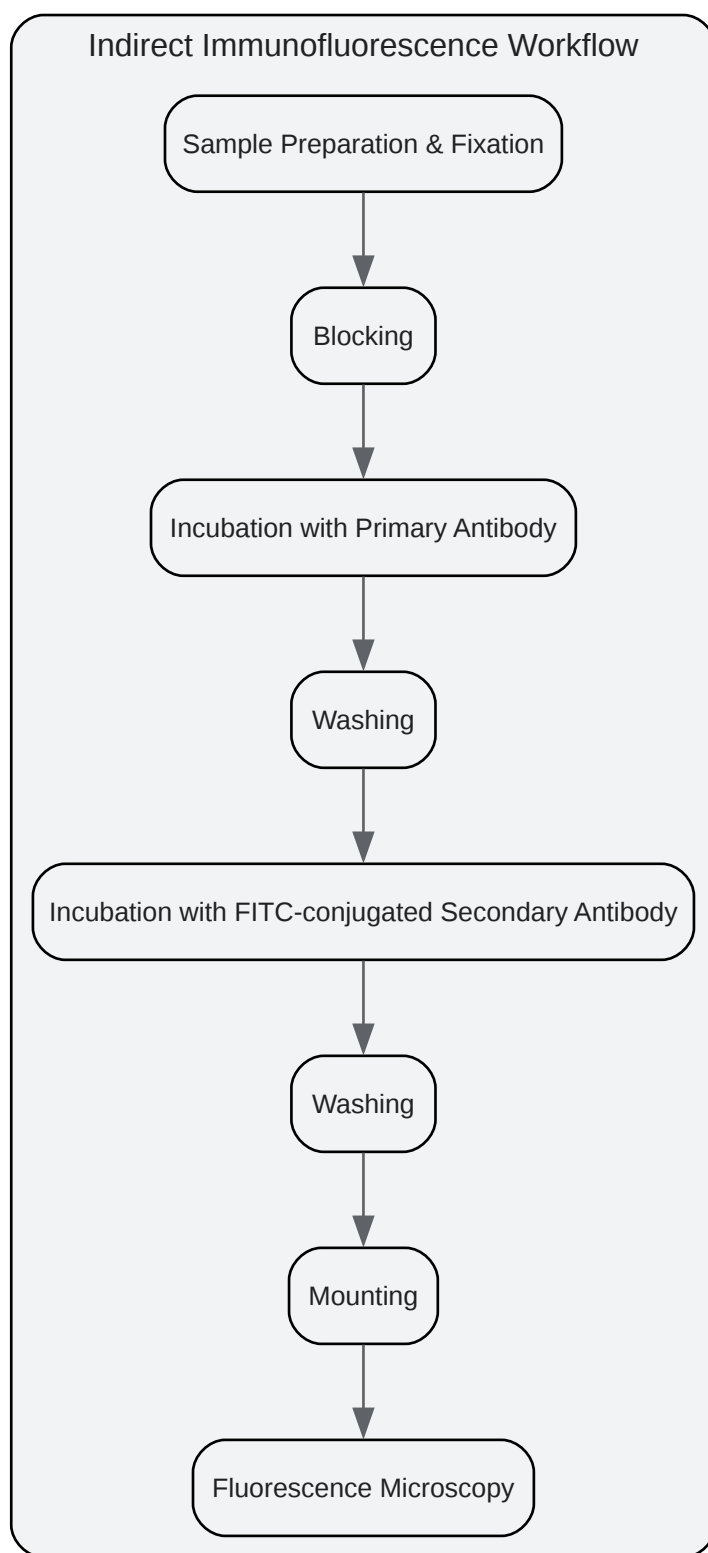 Indirect Immunofluorescence Workflow
Sample Preparation & Fixation
Blocking
Incubation with Primary Antibody
Washing
Incubation with FITC-conjugated Secondary Antibody
Washing
Mounting
Fluorescence Microscopy